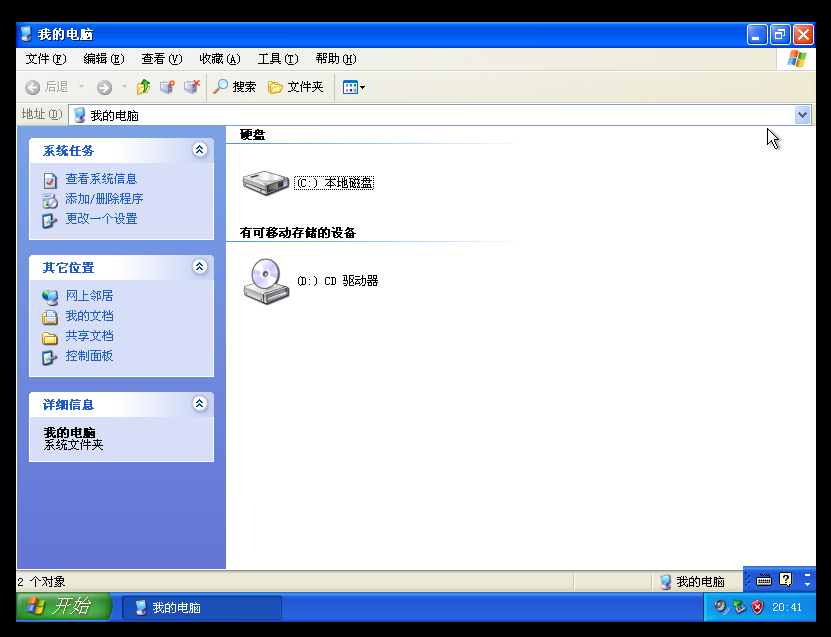 我的电脑
文件(F) 编辑(E) 查看(V) 收藏(A) 工具(T) 帮助(H)
后退 搜索 文件夹
地址(D) 我的电脑
系统任务
查看系统信息
添加/删除程序
更改一个设置
其它位置
网上邻居
我的文档
共享文档
控制面板
详细信息
我的电脑
系统文件夹
硬盘
(C:) 本地磁盘
有可移动存储的设备
(D:) CD 驱动器
2 个对象 我的电脑
开始 我的电脑 20:41